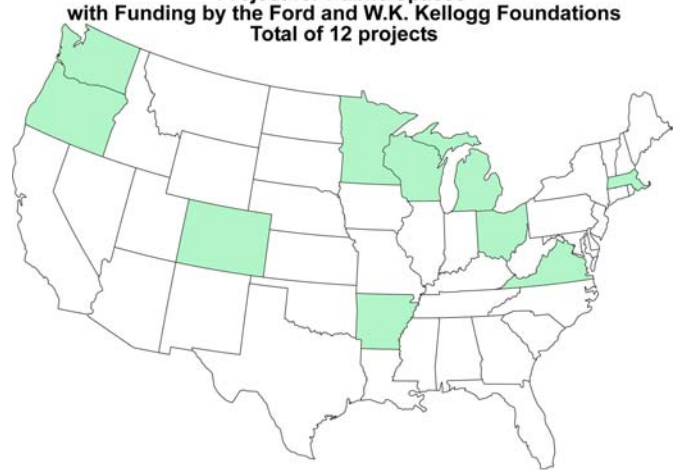 with Funding by the Ford and W.K. Kellogg Foundations
Total of 12 projects